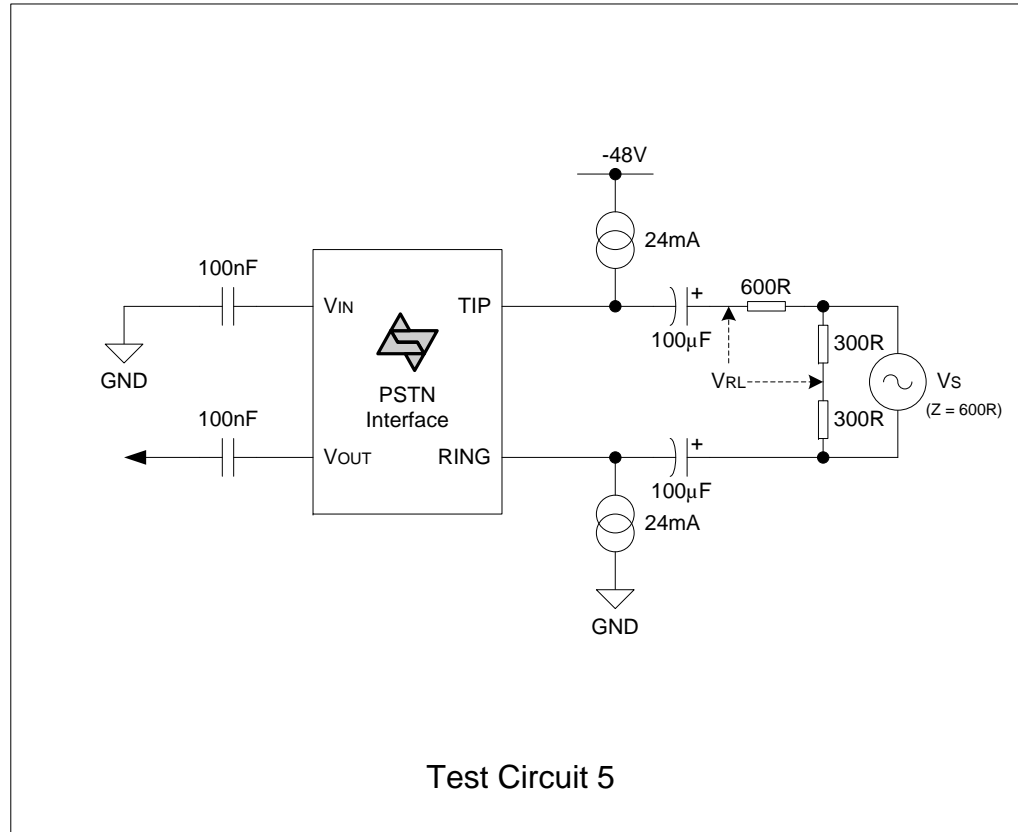 -48V
24mA
100nF
600R
VIN
TIP
+
100μF
300R
GND
VRL
VS
PSTN
Interface
(Z = 600R)
100nF
300R
+
VOUT
RING
100μF
24mA
GND
Test Circuit 5